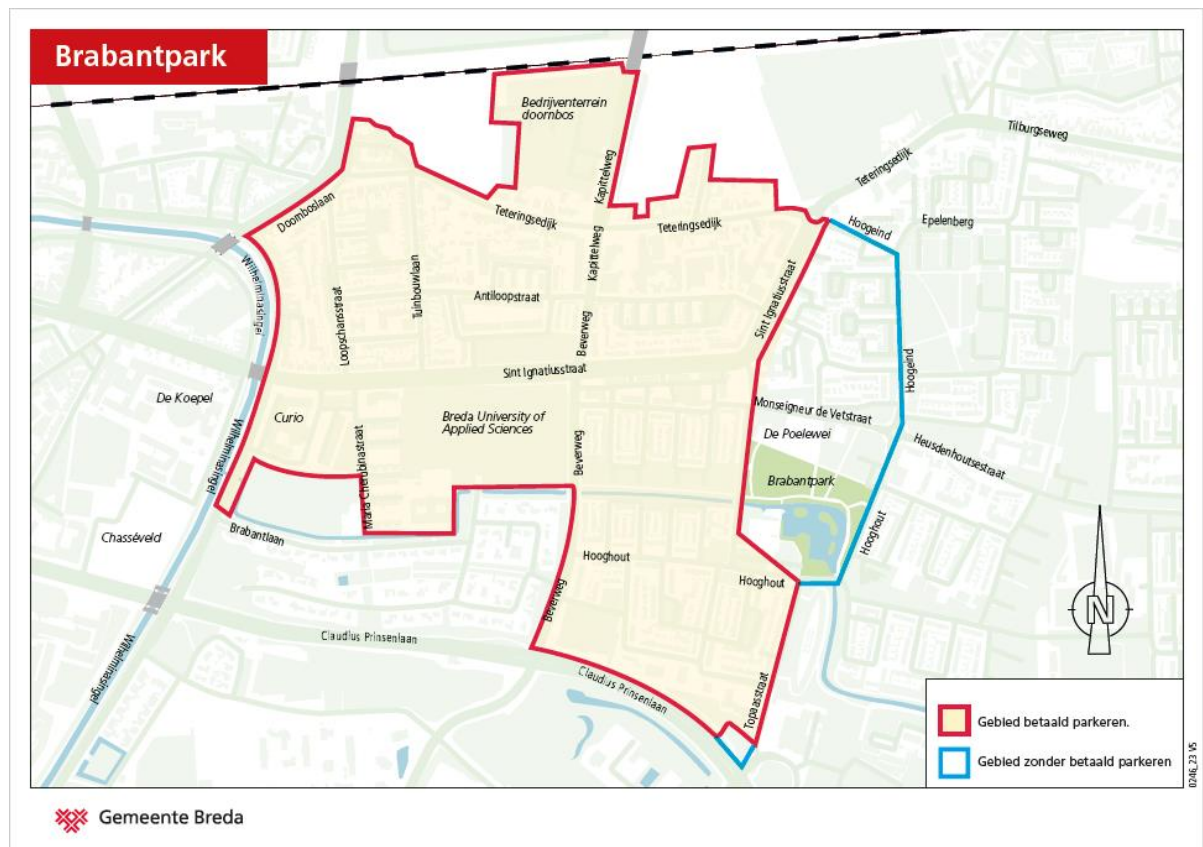 Brabantpark
Bedrijventerrein
doornbos
Tilburgseweg
Teteringsedijk
Kapittelweg
Doornboslaan
Teteringsedijk
Teteringsedijk
Hoogeind
Epelenberg
Wilhelminasingel
Kapittelweg
Tuinbouwlaan
Loopschansstraat
Antiloopstraat
Sint Ignatiusstraat
Beverweg
Sint Ignatiusstraat
Hoogeind
De Koepel
Curio
Breda University of
Applied Sciences
Monseigneur de Vetstraat
De Poelewei
Heusdenhoutsestraat
Wilhelminasingel
Maria Cherubinastraat
Beverweg
Brabantpark
Chasséveld
Brabantlaan
Hooghout
Hooghout
Hooghout
Beverweg
N
Claudius Prinsenlaan
Wilhelminasingel
Claudius Prinsenlaan
Topaasstraat
Gebied betaald parkeren.
Gebied zonder betaald parkeren
0246_23 V5
Gemeente Breda